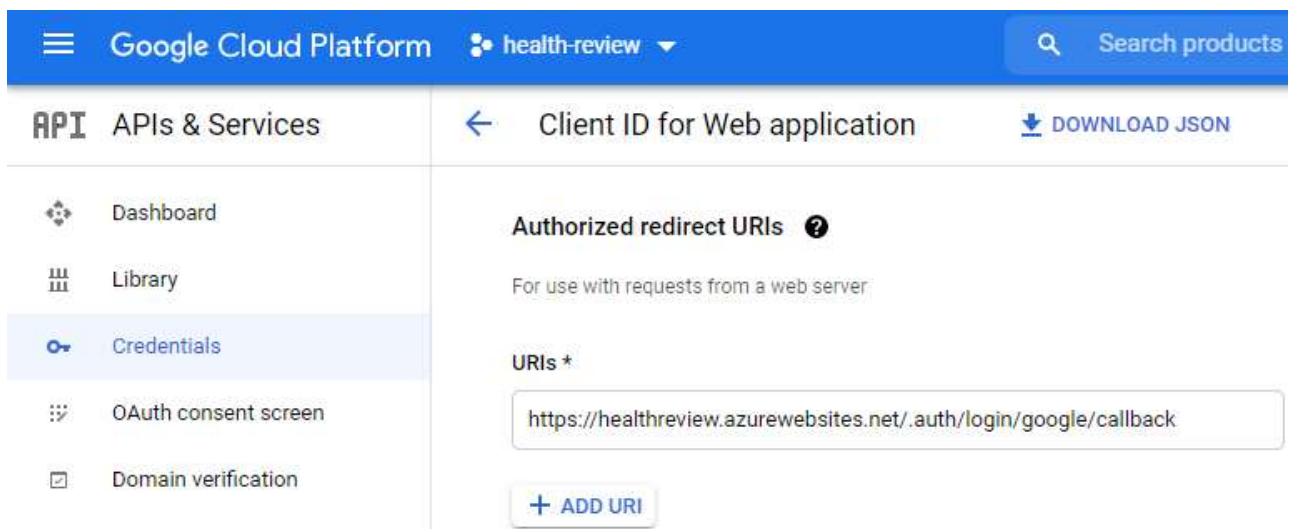 Google Cloud Platform health-review Search products
API APIs & Services
Client ID for Web application DOWNLOAD JSON
Dashboard
Library
Credentials
OAuth consent screen
Domain verification
Authorized redirect URIs ?
For use with requests from a web server
URIs *
https://healthreview.azurewebsites.net/.auth/login/google/callback
+ ADD URI